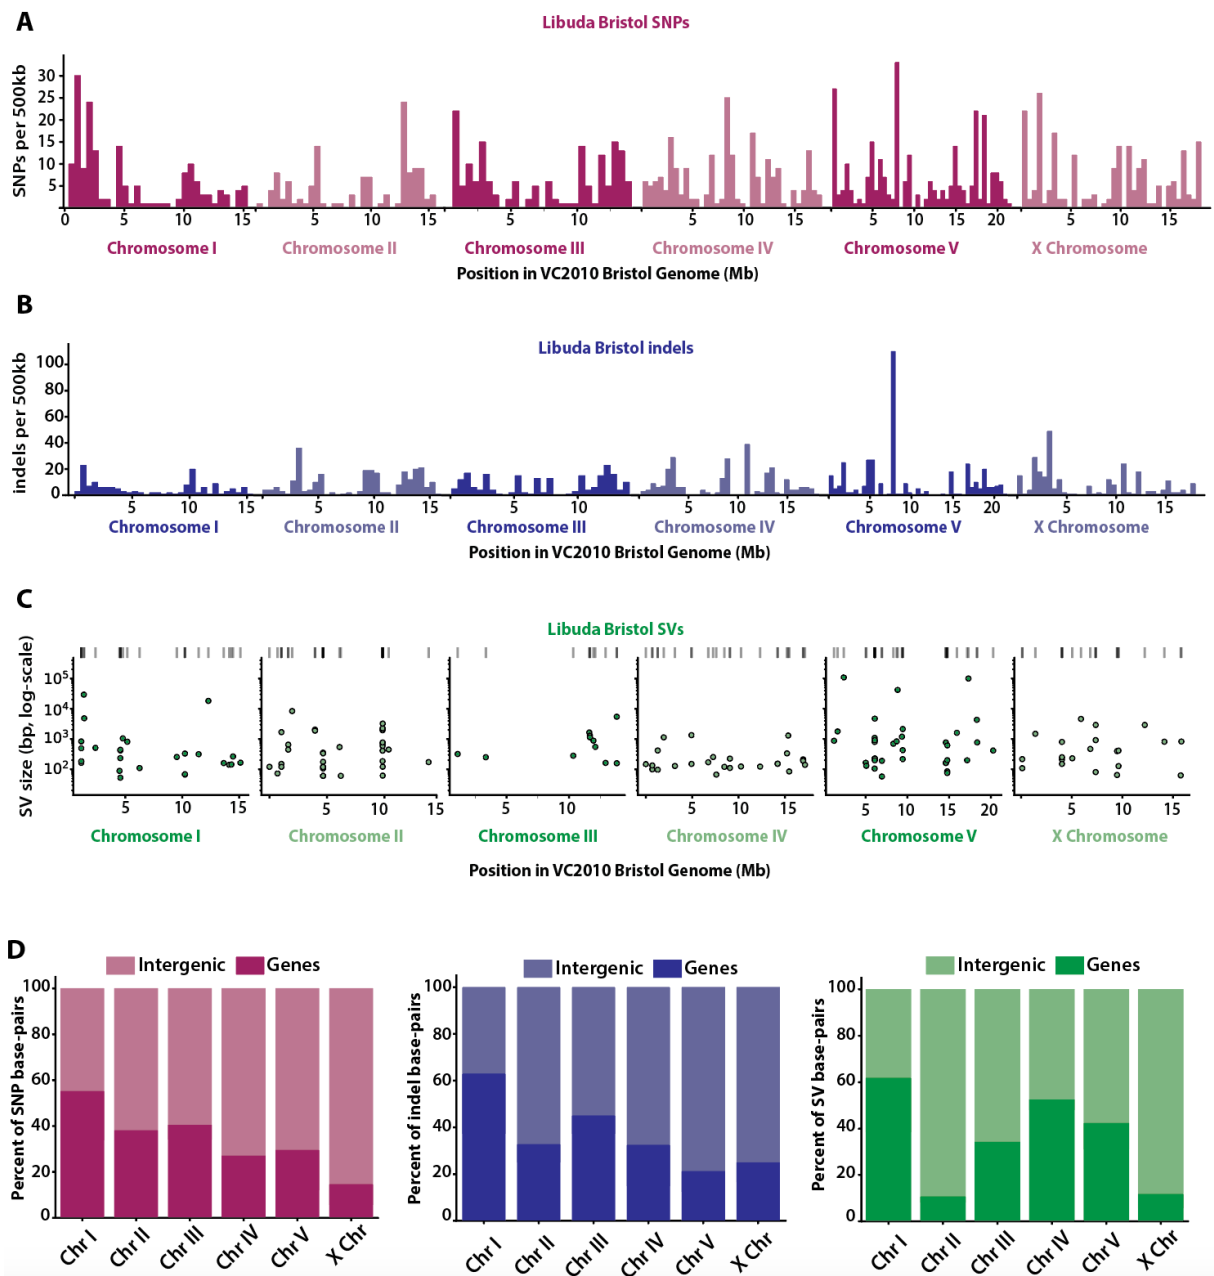 A
Libuda Bristol SNPs
SNPs per 500kb
30
25
20
15
10
5
0 5 10 15 5 10 15 5 10 5 10 15 5 10 15 20 5 10 15
Chromosome I Chromosome II Chromosome III Chromosome IV Chromosome V X Chromosome
Position in VC2010 Bristol Genome (Mb)
B
Libuda Bristol indels
indels per 500kb
100
80
60
40
20
0
5 10 15 5 10 15 5 10 5 10 15 5 10 15 20 5 10 15
Chromosome I Chromosome II Chromosome III Chromosome IV Chromosome V X Chromosome
Position in VC2010 Bristol Genome (Mb)
C
Libuda Bristol SVs
SV size (bp, log-scale)
10⁵
10⁴
10³
10²
5 10 15 5 10 15 5 10 5 10 15 5 10 15 20 5 10 15
Chromosome I Chromosome II Chromosome III Chromosome IV Chromosome V X Chromosome
Position in VC2010 Bristol Genome (Mb)
D
Intergenic Genes
Percent of SNP base-pairs
100
80
60
40
20
0
Chr I Chr II Chr III Chr IV Chr V X Chr
Intergenic Genes
Percent of indel base-pairs
100
80
60
40
20
0
Chr I Chr II Chr III Chr IV Chr V X Chr
Intergenic Genes
Percent of SV base-pairs
100
80
60
40
20
0
Chr I Chr II Chr III Chr IV Chr V X Chr